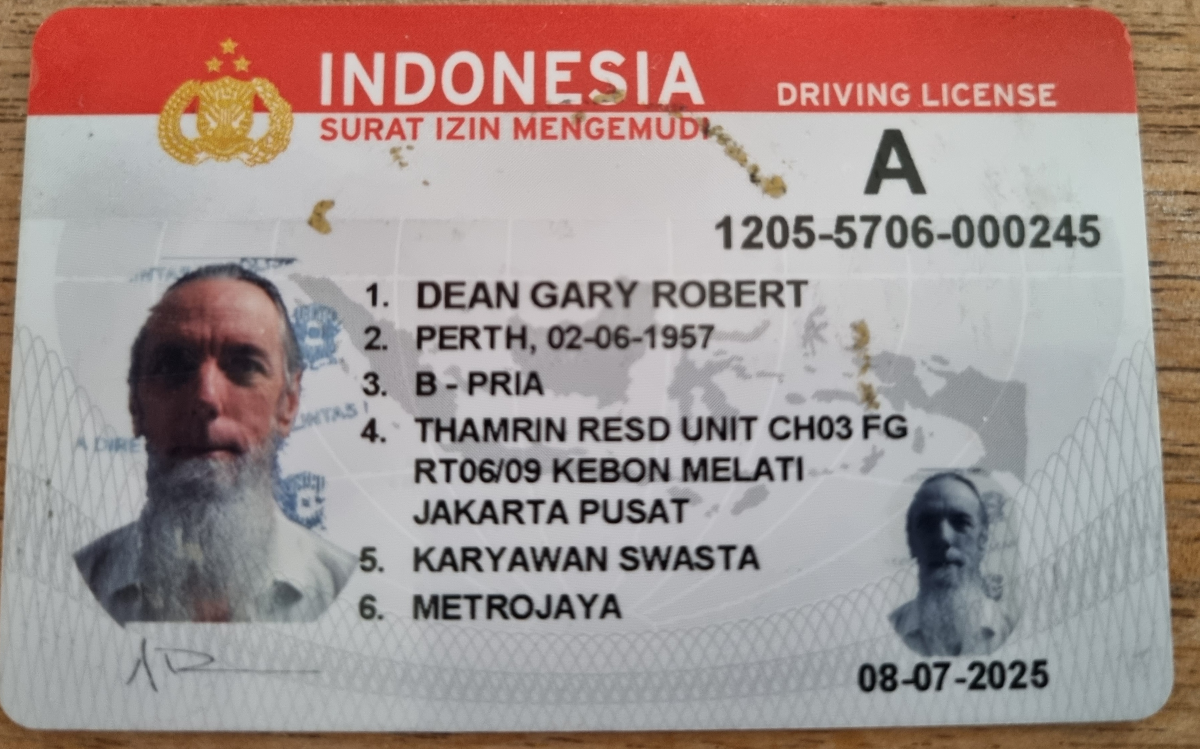 INDONESIA
DRIVING LICENSE
SURAT IZIN MENGEMUDI
A
1205-5706-000245
1. DEAN GARY ROBERT
2. PERTH, 02-06-1957
3. B - PRIA
4. THAMRIN RESD UNIT CH03 FG
RT06/09 KEBON MELATI
JAKARTA PUSAT
5. KARYAWAN SWASTA
6. METROJAYA
08-07-2025